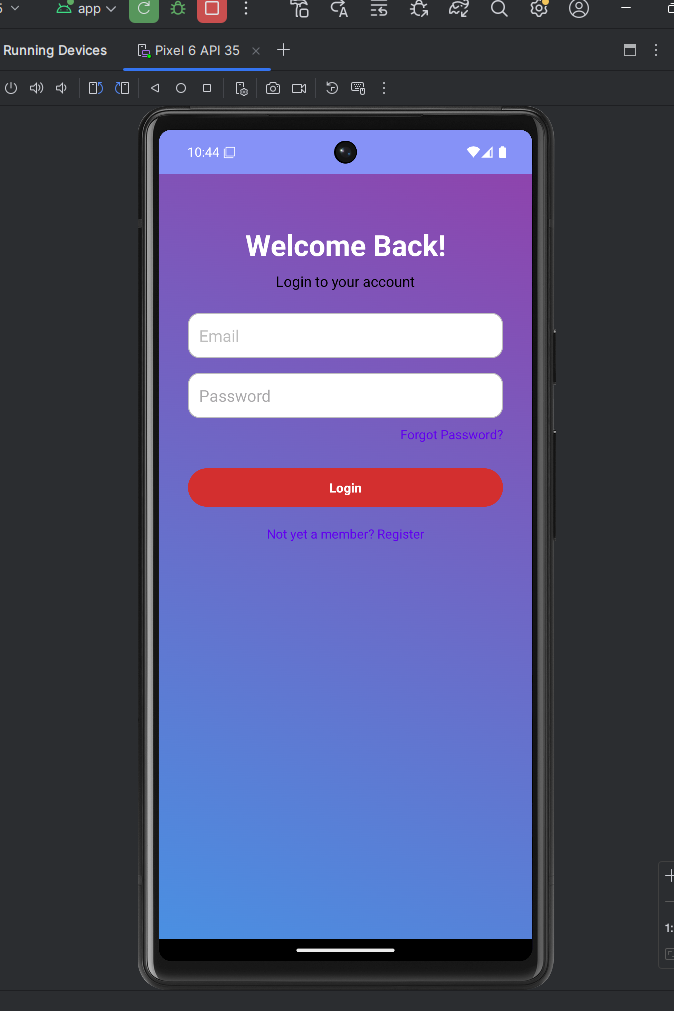 app
Running Devices
Pixel 6 API 35
10:44
Welcome Back!
Login to your account
Email
Password
Forgot Password?
Login
Not yet a member? Register
1: